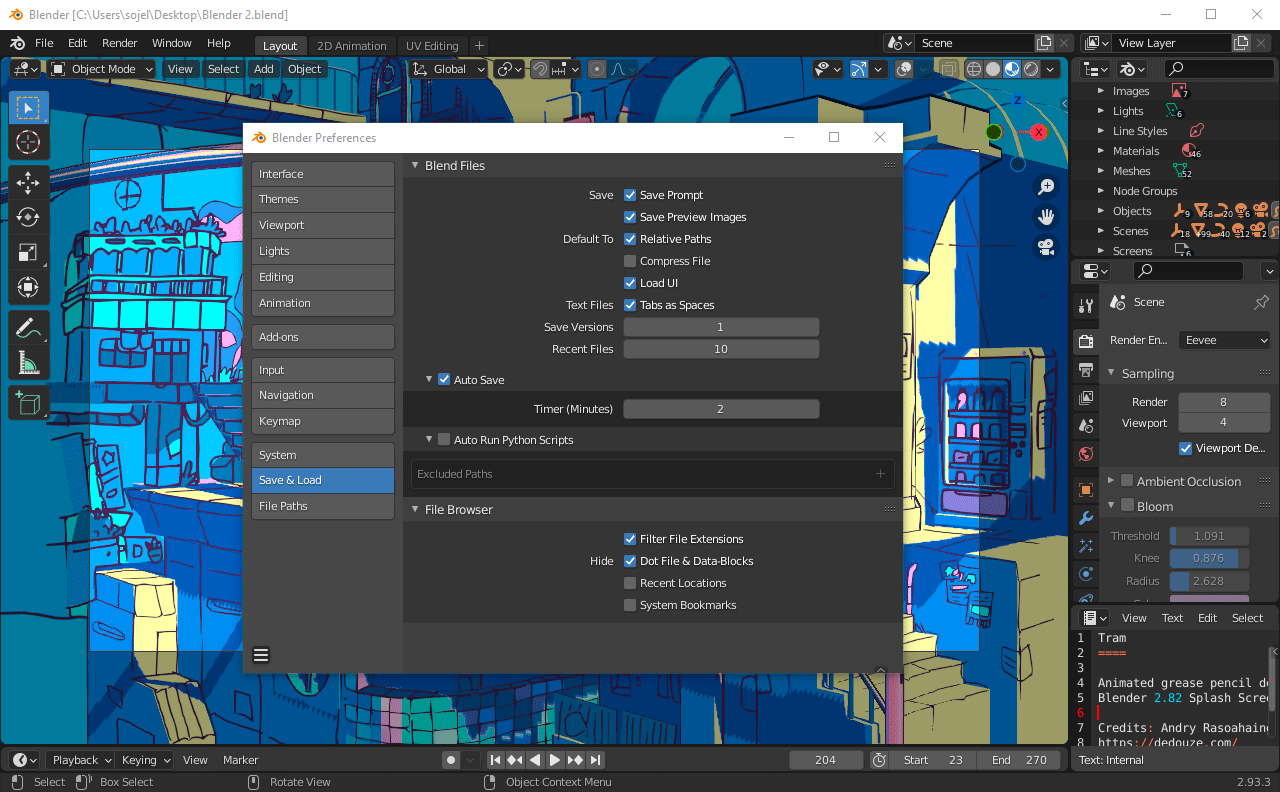 Blender [C:\Users\sojel\Desktop\Blender 2.blend]
File Edit Render Window Help Layout 2D Animation UV Editing + Scene View Layer
Object Mode View Select Add Object Global
Images 7
Lights 6
Line Styles
Materials 46
Meshes 52
Node Groups
Objects 9 58 20 6
Scenes 18 +99 40 12 2
Screens 6
Z
X
Blender Preferences
Interface
Themes
Viewport
Lights
Editing
Animation
Add-ons
Input
Navigation
Keymap
System
Save & Load
File Paths
Blend Files
Save Save Prompt
Save Preview Images
Default To Relative Paths
Compress File
Load UI
Text Files Tabs as Spaces
Save Versions 1
Recent Files 10
Auto Save
Timer (Minutes) 2
Auto Run Python Scripts
Excluded Paths +
File Browser
Filter File Extensions
Hide Dot File & Data-Blocks
Recent Locations
System Bookmarks
Scene
Render En... Eevee
Sampling
Render 8
Viewport 4
Viewport De...
Ambient Occlusion
Bloom
Threshold 1.091
Knee 0.876
Radius 2.628
View Text Edit Select
1 Tram
2 ====
3
4 Animated grease pencil de
5 Blender 2.82 Splash Scree
6
7 Credits: Andry Rasoahaing
8 https://dedouze.com/
Text: Internal
Playback Keying View Marker 204 Start 23 End 270
Select Box Select Rotate View Object Context Menu 2.93.3